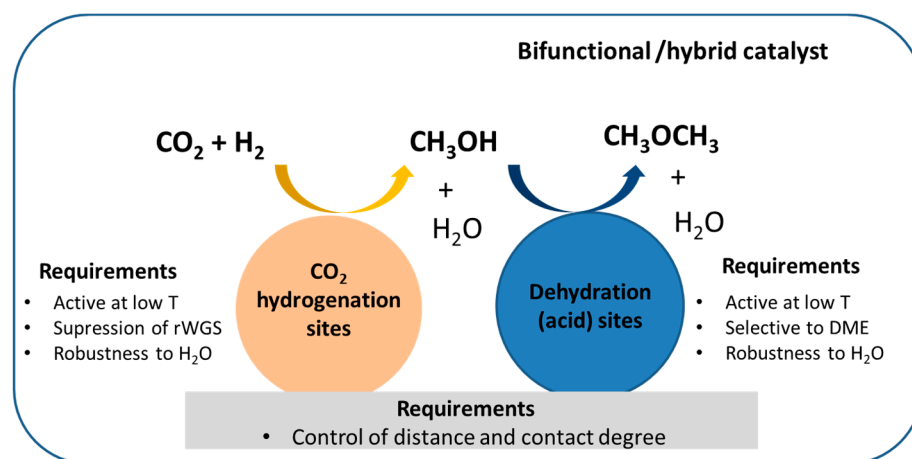 Bifunctional/hybrid catalyst
CO₂ + H₂
CH₃OH
CH₃OCH₃
+
H₂O
+
H₂O
CO₂
hydrogenation
sites
Dehydration
(acid) sites
Requirements
• Active at low T
• Supression of rWGS
• Robustness to H₂O
Requirements
• Active at low T
• Selective to DME
• Robustness to H₂O
Requirements
• Control of distance and contact degree